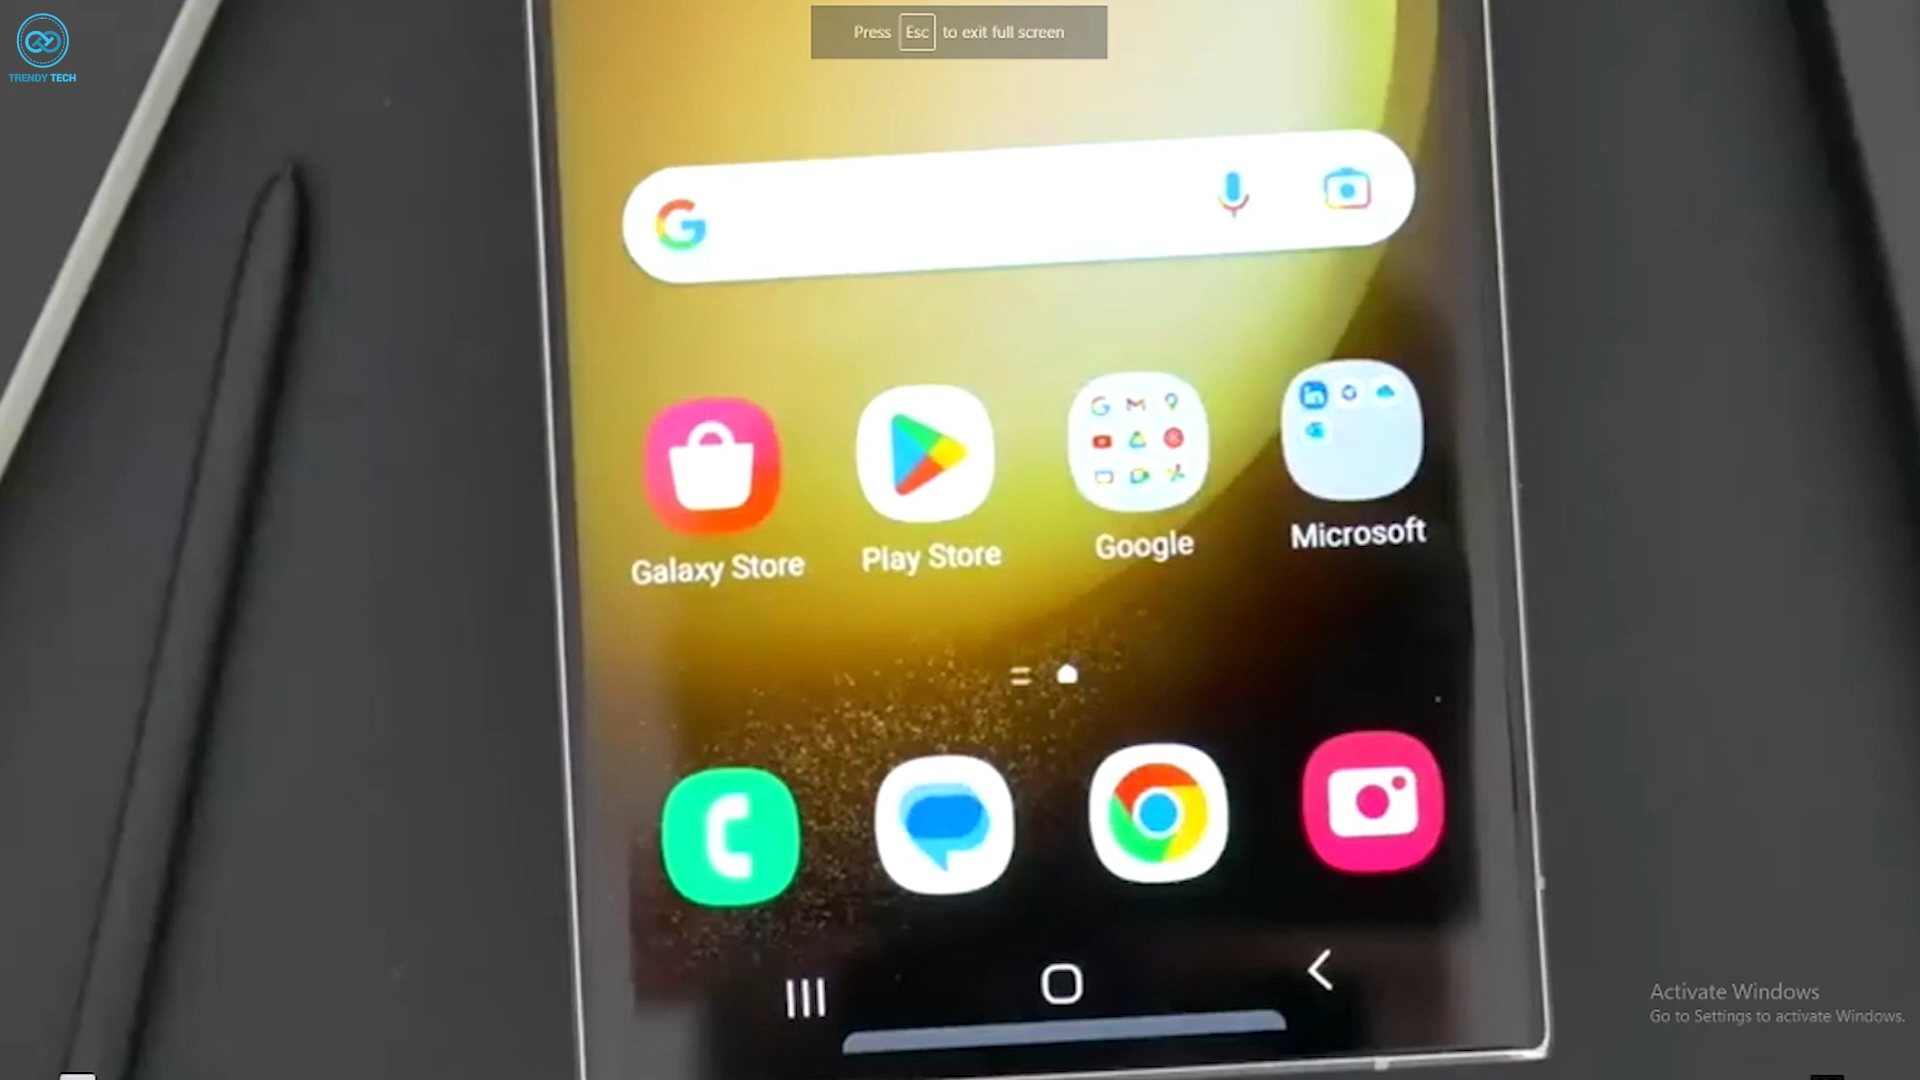 TRENDY TECH
Press Esc to exit full screen
Galaxy Store
Play Store
Google
Microsoft
Activate Windows
Go to Settings to activate Windows.